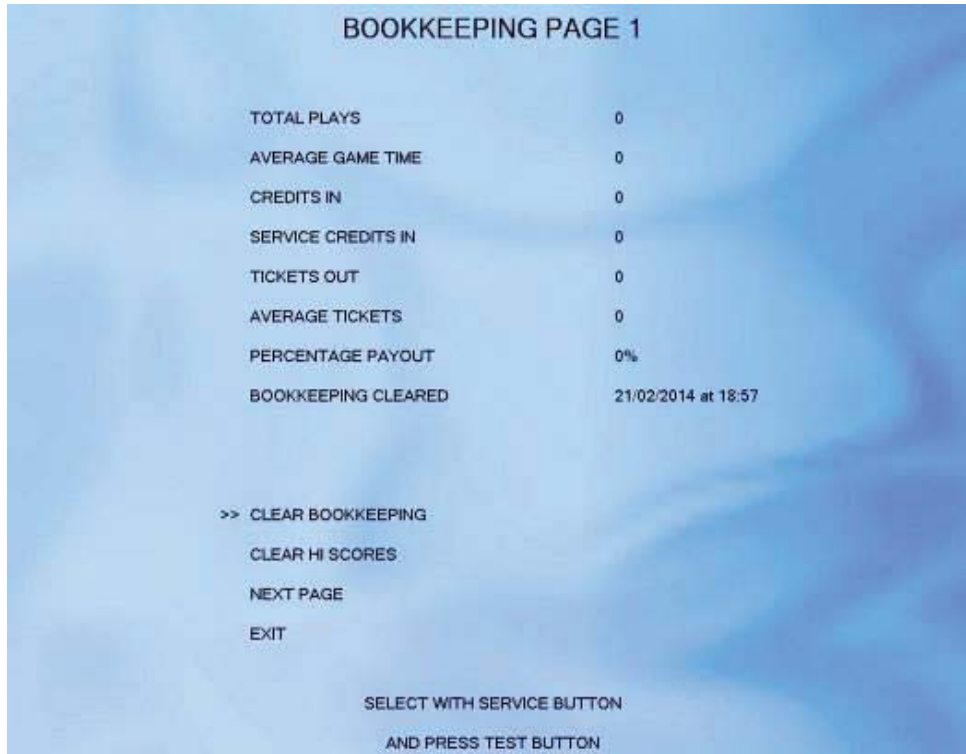 BOOKKEEPING PAGE 1
TOTAL PLAYS 0
AVERAGE GAME TIME 0
CREDITS IN 0
SERVICE CREDITS IN 0
TICKETS OUT 0
AVERAGE TICKETS 0
PERCENTAGE PAYOUT 0%
BOOKKEEPING CLEARED 21/02/2014 at 18:57
>> CLEAR BOOKKEEPING
CLEAR HI SCORES
NEXT PAGE
EXIT
SELECT WITH SERVICE BUTTON
AND PRESS TEST BUTTON